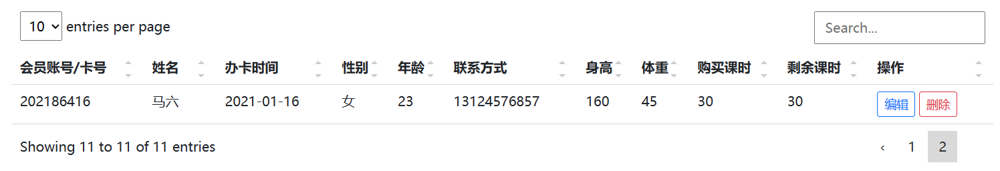 10 entries per page Search...
会员账号/卡号 姓名 办卡时间 性别 年龄 联系方式 身高 体重 购买课时 剩余课时 操作
202186416 马六 2021-01-16 女 23 13124576857 160 45 30 30 编辑 删除
Showing 11 to 11 of 11 entries ‹ 1 2